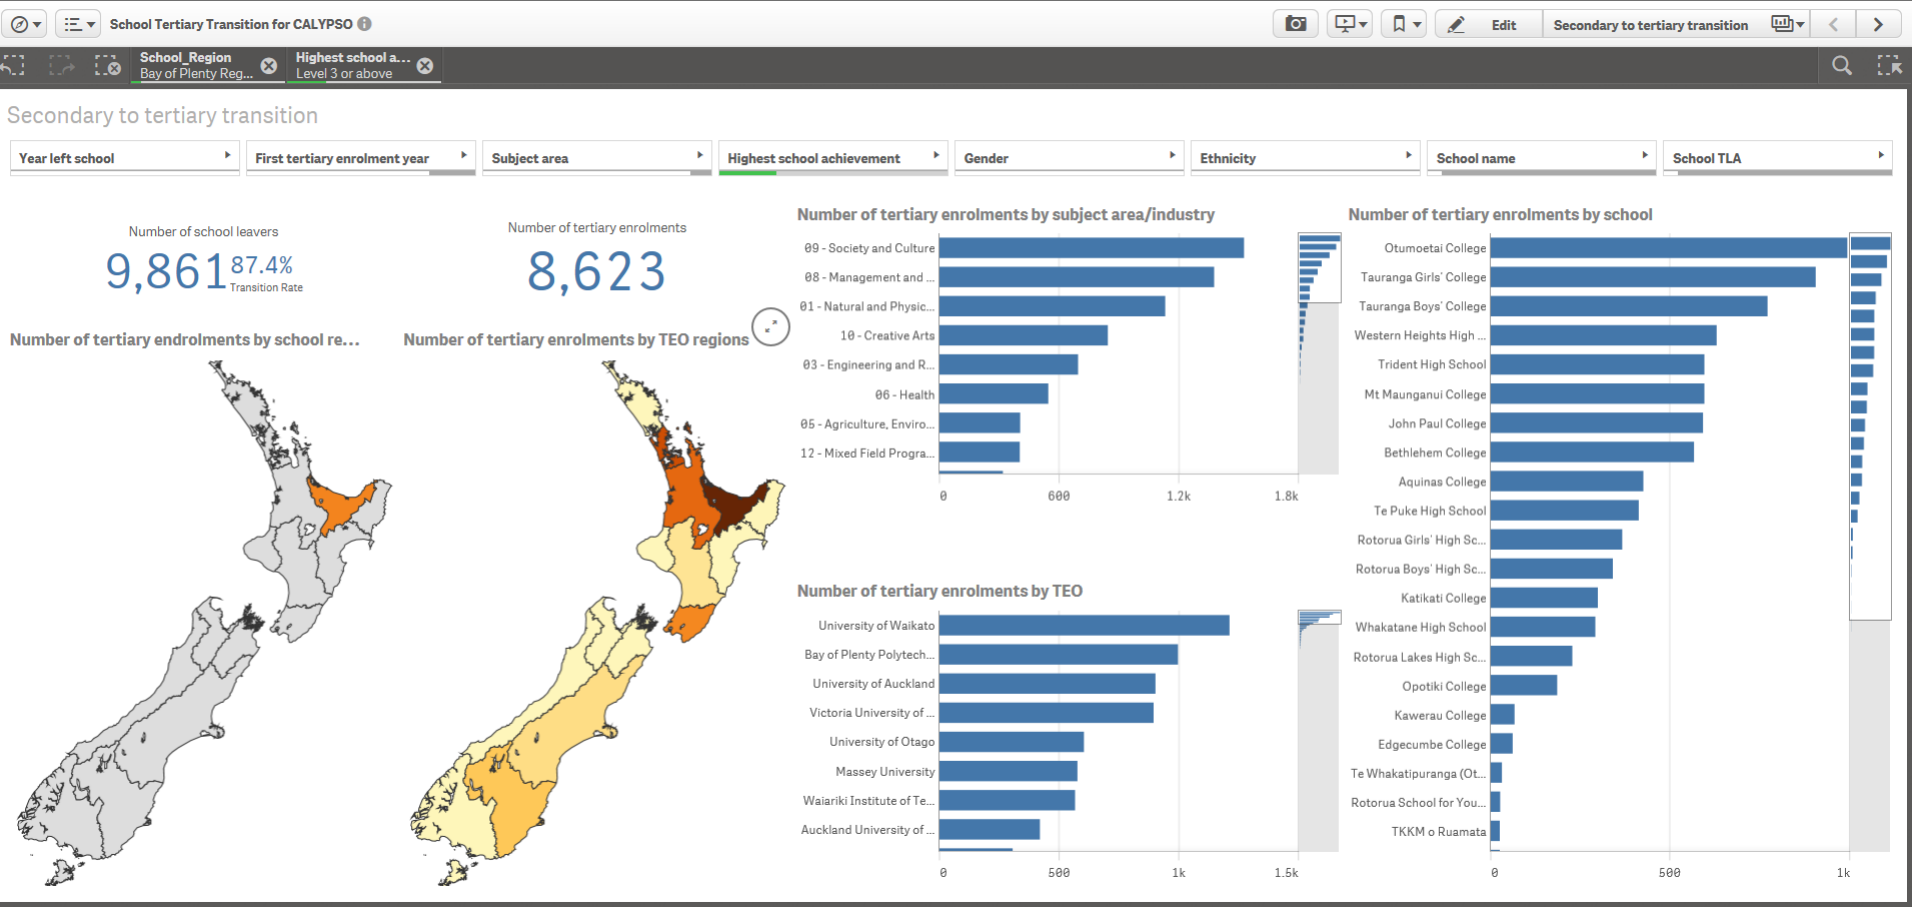 School Tertiary Transition for CALYPSO
Edit
Secondary to tertiary transition
School_Region
Bay of Plenty Reg...
Highest school a...
Level 3 or above
Secondary to tertiary transition
Year left school
First tertiary enrolment year
Subject area
Highest school achievement
Gender
Ethnicity
School name
School TLA
Number of school leavers
9,861
87.4%
Transition Rate
Number of tertiary enrolments
8,623
Number of tertiary endrolments by school re...
Number of tertiary enrolments by TEO regions
Number of tertiary enrolments by subject area/industry
09 - Society and Culture
08 - Management and ...
01 - Natural and Physic...
10 - Creative Arts
03 - Engineering and R...
06 - Health
05 - Agriculture, Enviro...
12 - Mixed Field Progra...
0 600 1.2k 1.8k
Number of tertiary enrolments by TEO
University of Waikato
Bay of Plenty Polytech...
University of Auckland
Victoria University of ...
University of Otago
Massey University
Waiariki Institute of Te...
Auckland University of ...
0 500 1k 1.5k
Number of tertiary enrolments by school
Otumoetai College
Tauranga Girls' College
Tauranga Boys' College
Western Heights High ...
Trident High School
Mt Maunganui College
John Paul College
Bethlehem College
Aquinas College
Te Puke High School
Rotorua Girls' High Sc...
Rotorua Boys' High Sc...
Katikati College
Whakatane High School
Rotorua Lakes High Sc...
Opotiki College
Kawerau College
Edgecumbe College
Te Whakatipuranga (Ot...
Rotorua School for You...
TKKM o Ruamata
0 500 1k